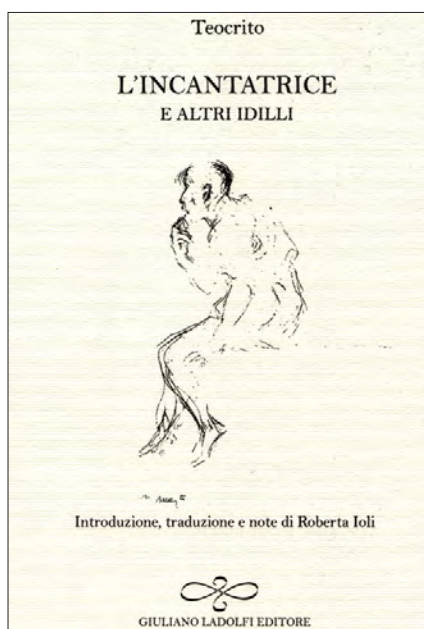 Teocrito
L'INCANTATRICE
E ALTRI IDILLI
Introduzione, traduzione e note di Roberta Ioli
GIULIANO LADOLFI EDITORE